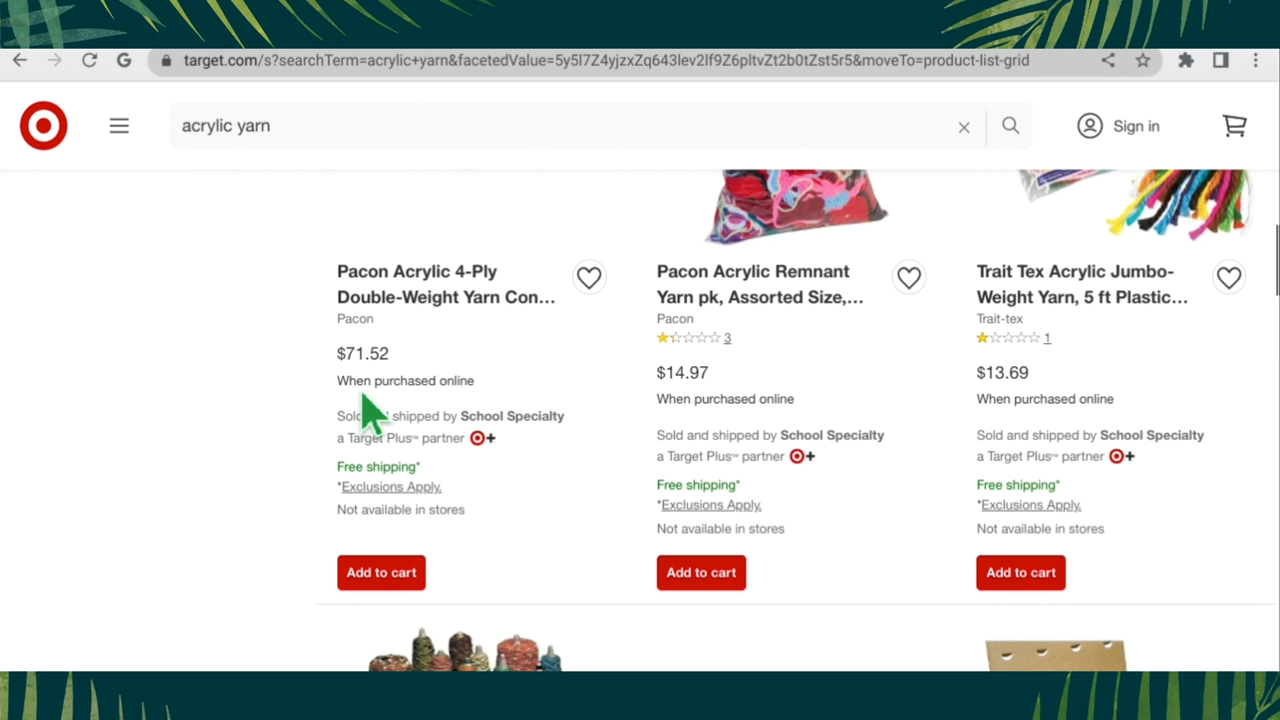 target.com/s?searchTerm=acrylic+yarn&facetedValue=5y5l7Z4yjzxZq643lev2lf9Z6pltvZt2b0tZst5r5&moveTo=product-list-grid
acrylic yarn
Sign in
Pacon Acrylic 4-Ply
Double-Weight Yarn Con...
Pacon
$71.52
When purchased online
Sold and shipped by School Specialty
a Target Plus™ partner
Free shipping*
*Exclusions Apply.
Not available in stores
Add to cart
Pacon Acrylic Remnant
Yarn pk, Assorted Size,...
Pacon
3
$14.97
When purchased online
Sold and shipped by School Specialty
a Target Plus™ partner
Free shipping*
*Exclusions Apply.
Not available in stores
Add to cart
Trait Tex Acrylic Jumbo-
Weight Yarn, 5 ft Plastic...
Trait-tex
1
$13.69
When purchased online
Sold and shipped by School Specialty
a Target Plus™ partner
Free shipping*
*Exclusions Apply.
Not available in stores
Add to cart